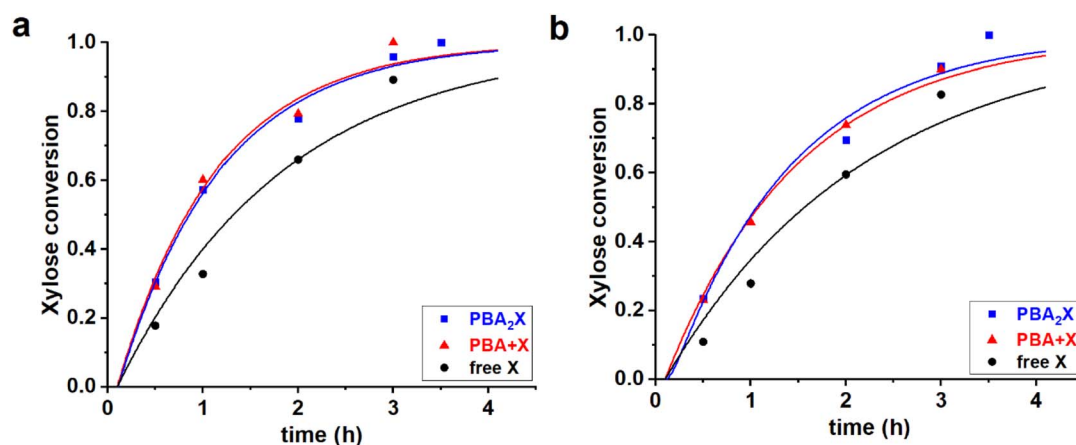 a
Xylose conversion
1.0
0.8
0.6
0.4
0.2
0.0
0
1
2
3
4
time (h)
PBA₂X
PBA+X
free X
b
Xylose conversion
1.0
0.8
0.6
0.4
0.2
0.0
0
1
2
3
4
time (h)
PBA₂X
PBA+X
free X